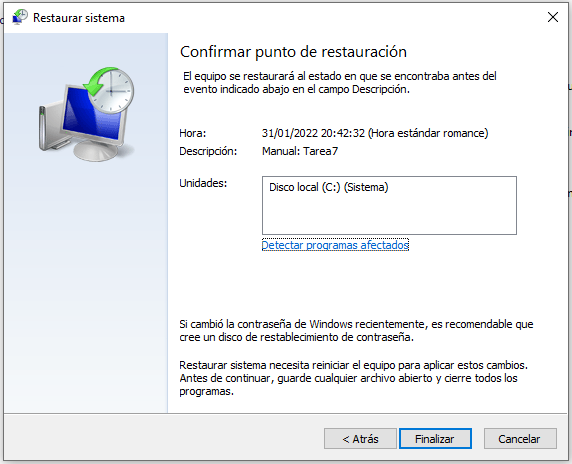 Restaurar sistema
Confirmar punto de restauración
El equipo se restaurará al estado en que se encontraba antes del
evento indicado abajo en el campo Descripción.
Hora: 31/01/2022 20:42:32 (Hora estándar romance)
Descripción: Manual: Tarea7
Unidades: Disco local (C:) (Sistema)
Detectar programas afectados
Si cambió la contraseña de Windows recientemente, es recomendable que
cree un disco de restablecimiento de contraseña.
Restaurar sistema necesita reiniciar el equipo para aplicar estos cambios.
Antes de continuar, guarde cualquier archivo abierto y cierre todos los
programas.
< Atrás Finalizar Cancelar